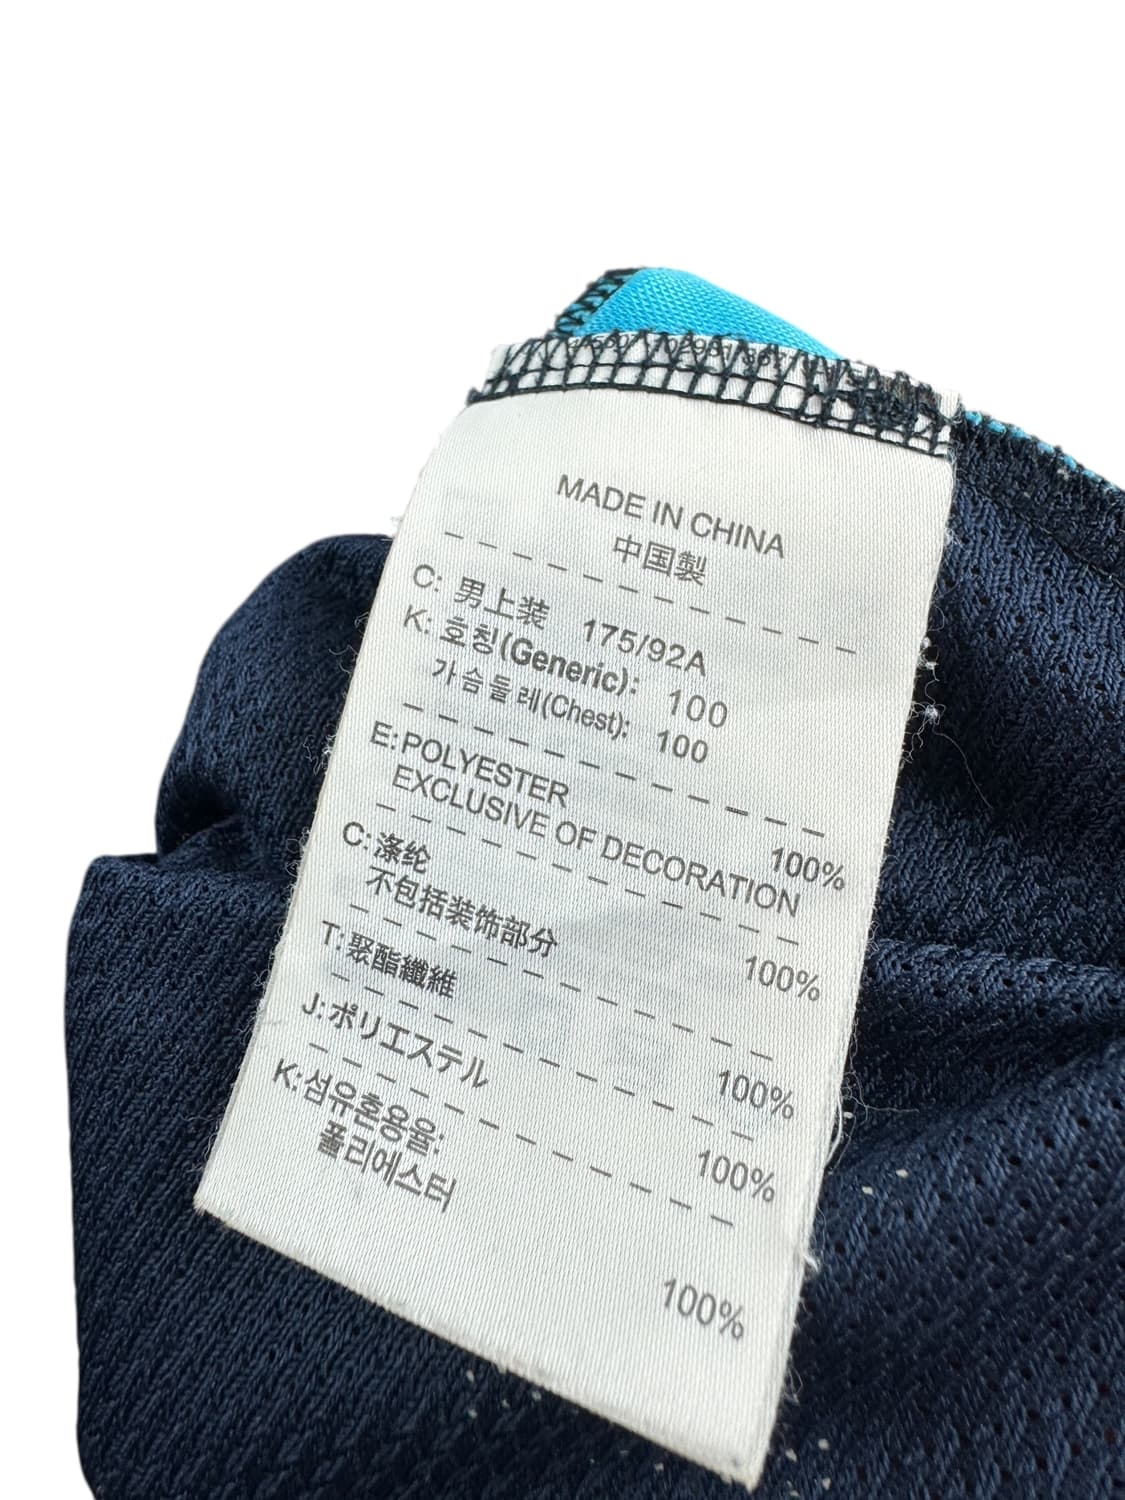 MADE IN CHINA
中国製
C: 男上装 175/92A
K: 호칭(Generic): 100
가슴둘레(Chest): 100
E: POLYESTER 100%
EXCLUSIVE OF DECORATION
C: 涤纶 100%
不包括装饰部分
T: 聚酯纖維 100%
J: ポリエステル 100%
K: 섬유혼용율:
폴리에스터 100%